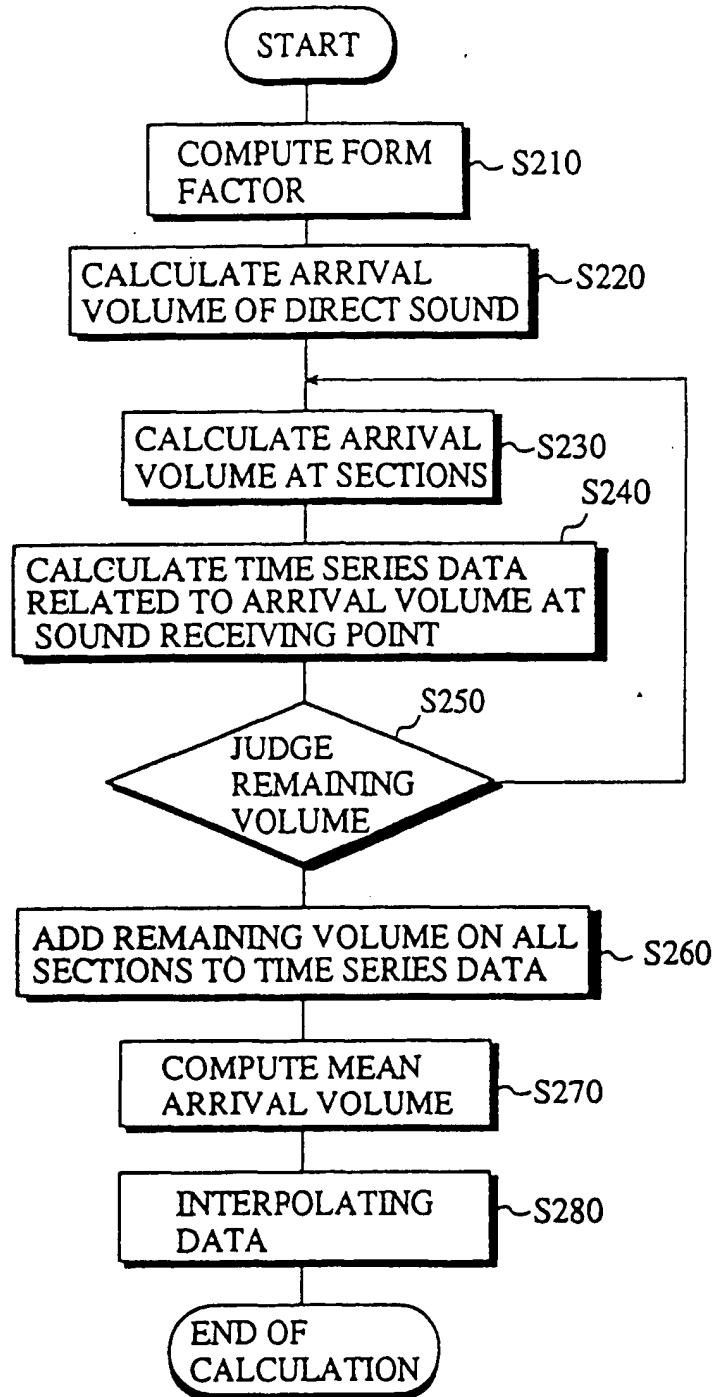 START
COMPUTE FORM
FACTOR
S210
CALCULATE ARRIVAL
VOLUME OF DIRECT SOUND
S220
CALCULATE ARRIVAL
VOLUME AT SECTIONS
S230
S240
CALCULATE TIME SERIES DATA
RELATED TO ARRIVAL VOLUME AT
SOUND RECEIVING POINT
S250
JUDGE
REMAINING
VOLUME
ADD REMAINING VOLUME ON ALL
SECTIONS TO TIME SERIES DATA
S260
COMPUTE MEAN
ARRIVAL VOLUME
S270
INTERPOLATING
DATA
S280
END OF
CALCULATION